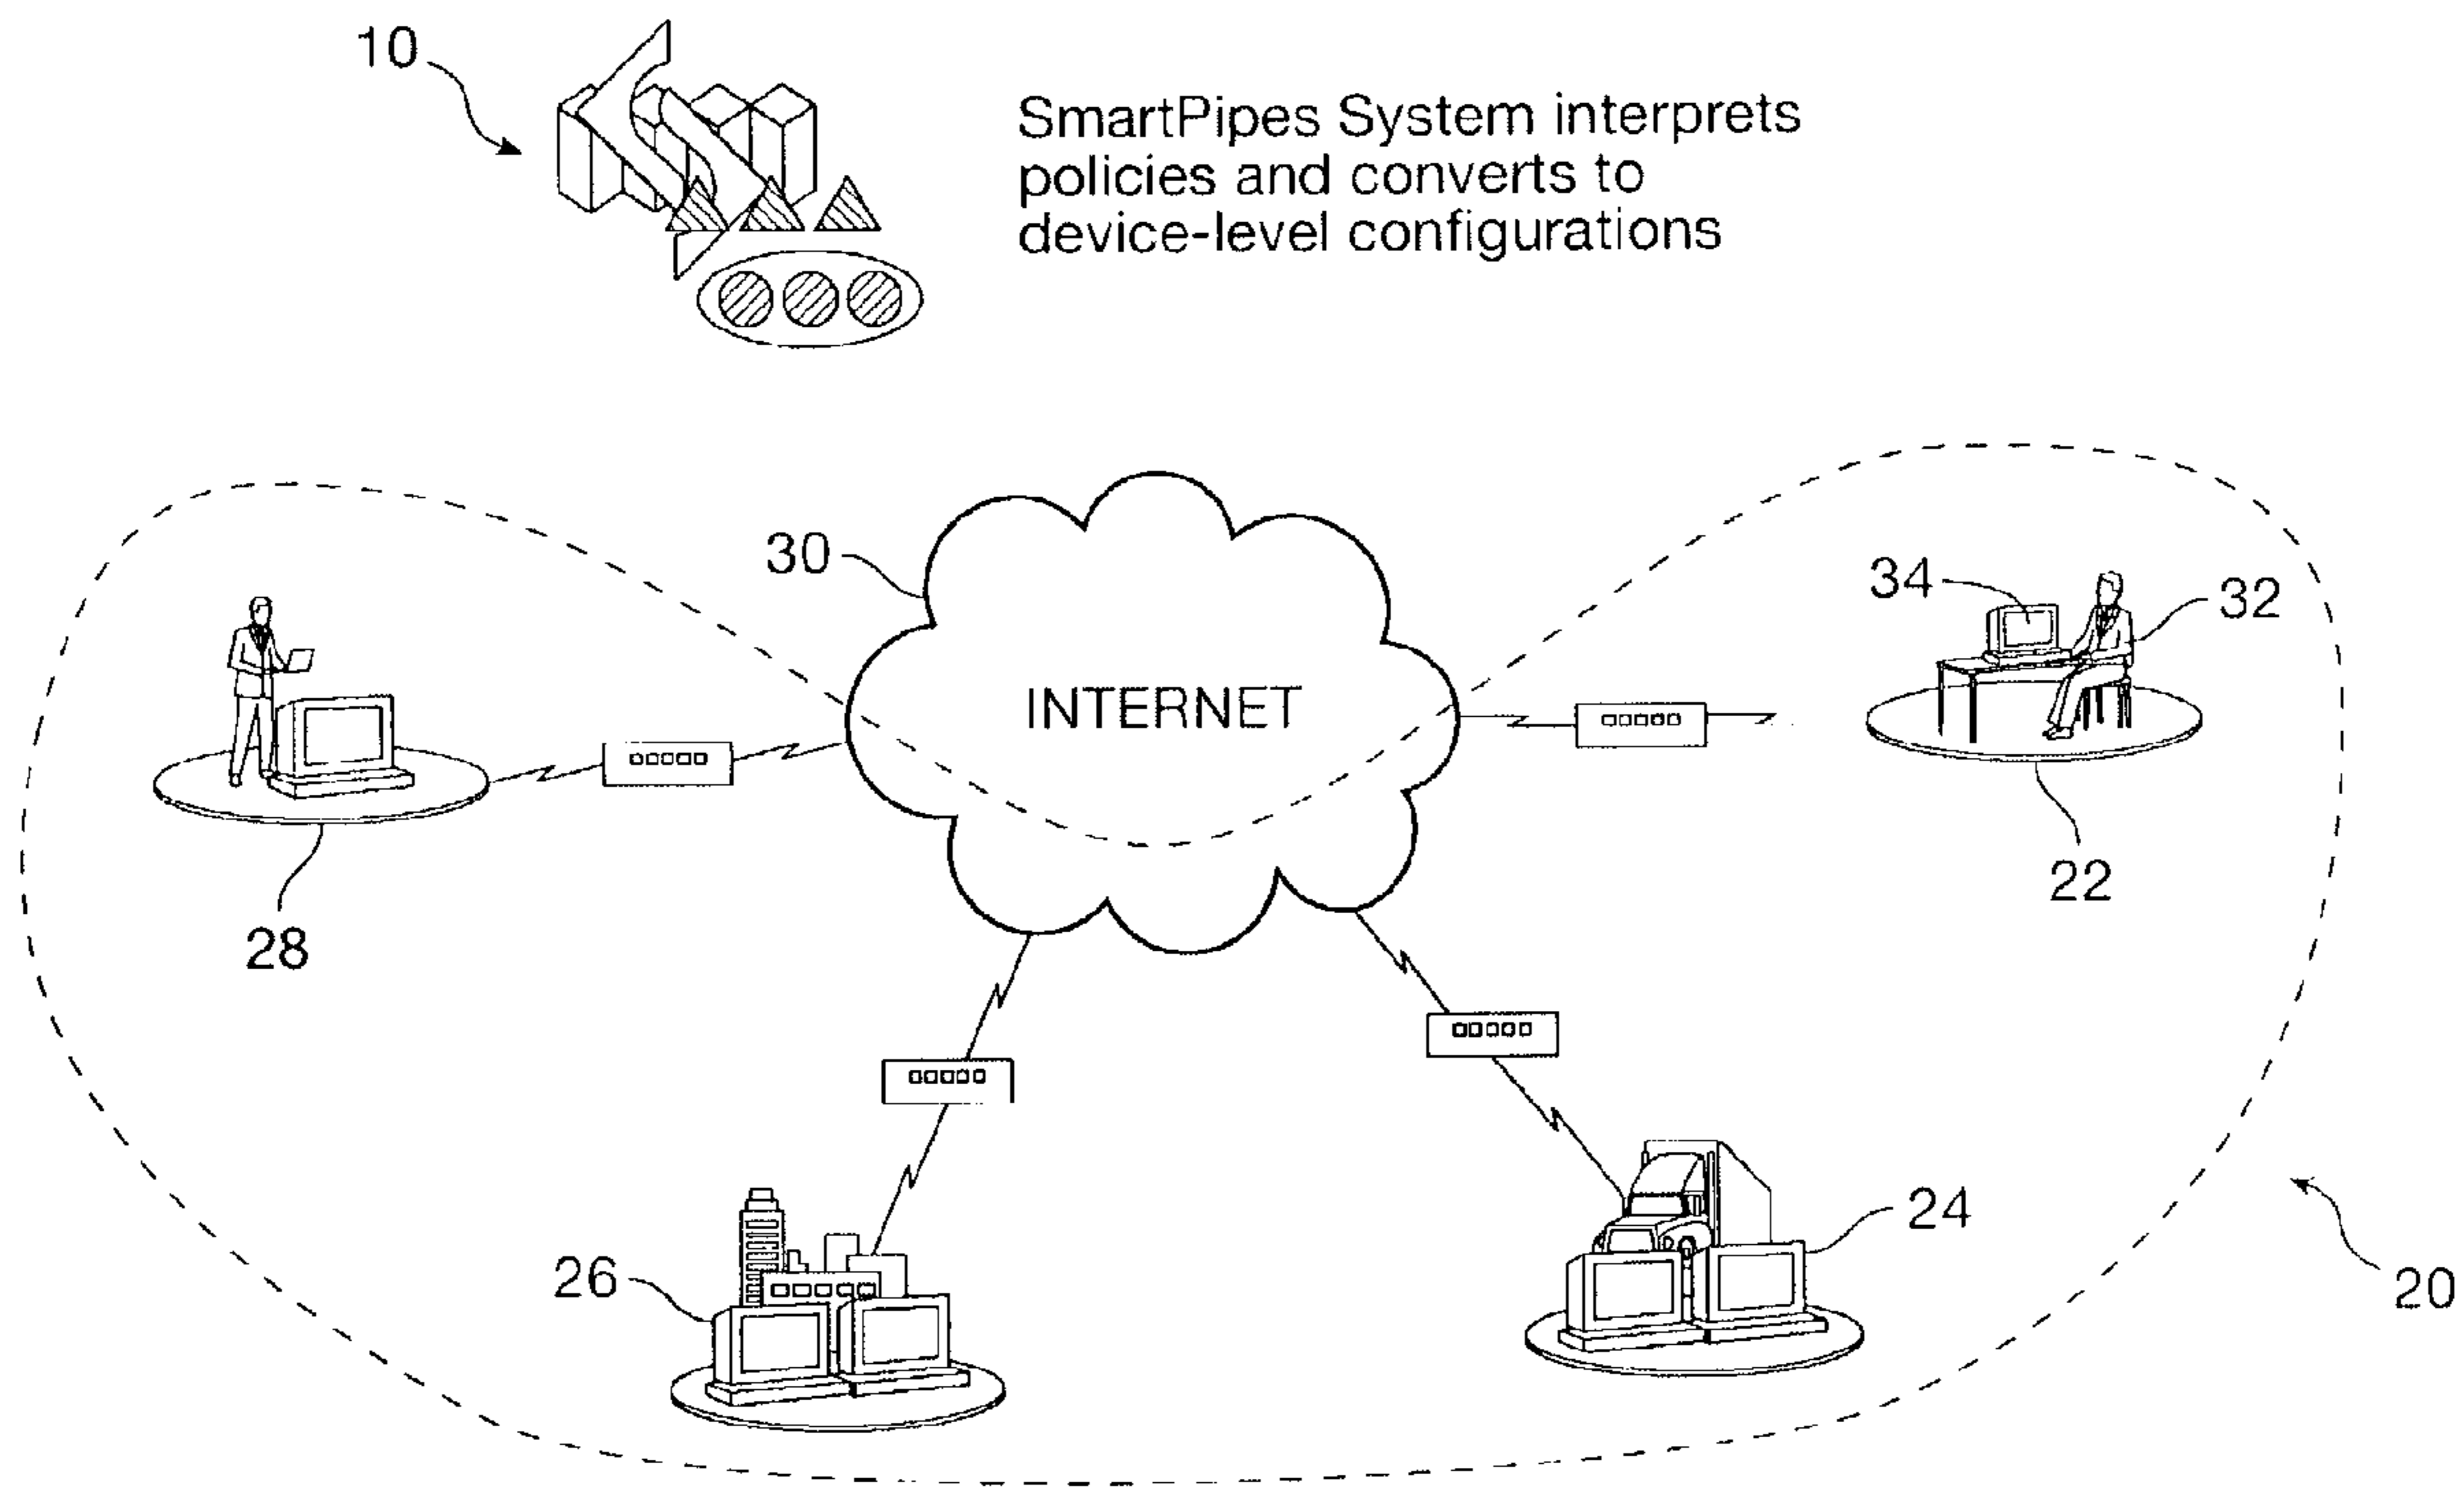 10
SmartPipes System interprets
policies and converts to
device-level configurations
30
34
32
INTERNET
22
28
24
26
20